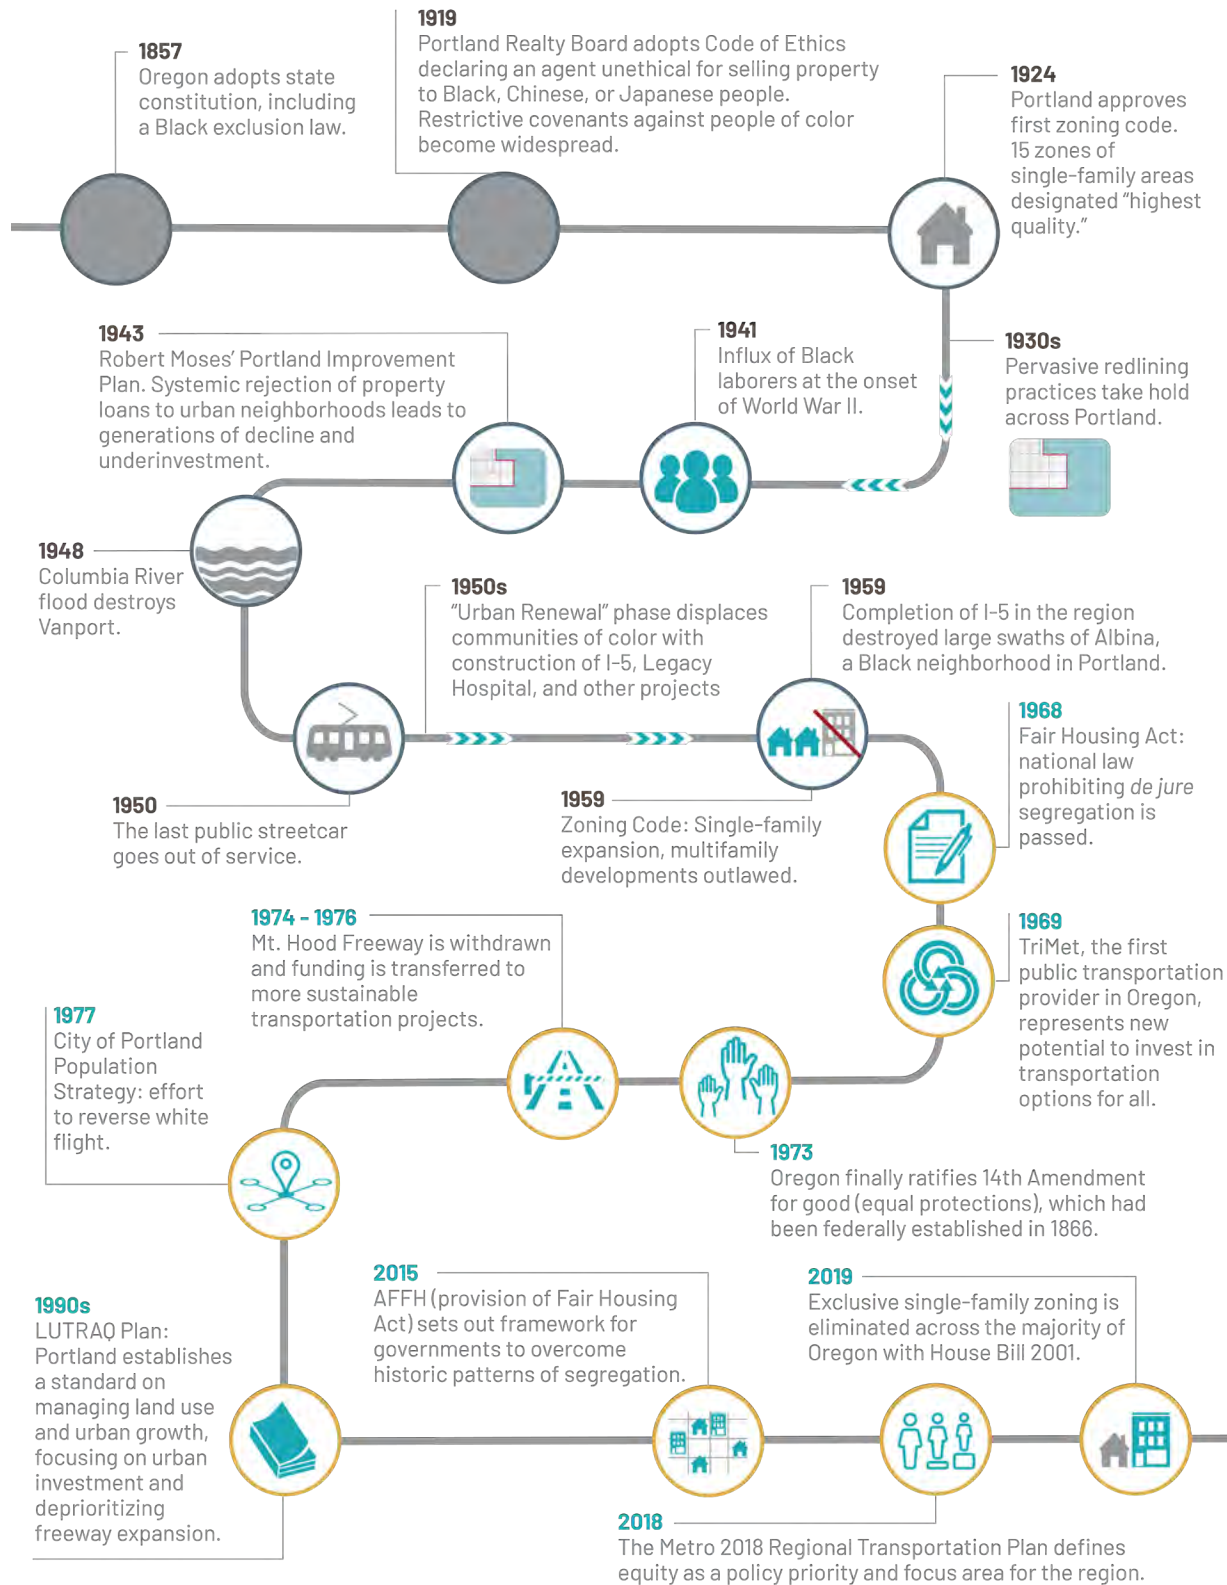 1857
Oregon adopts state
constitution, including
a Black exclusion law.
1919
Portland Realty Board adopts Code of Ethics
declaring an agent unethical for selling property
to Black, Chinese, or Japanese people.
Restrictive covenants against people of color
become widespread.
1924
Portland approves
first zoning code.
15 zones of
single-family areas
designated “highest
quality.”
1930s
Pervasive redlining
practices take hold
across Portland.
1941
Influx of Black
laborers at the onset
of World War II.
1943
Robert Moses’ Portland Improvement
Plan. Systemic rejection of property
loans to urban neighborhoods leads to
generations of decline and
underinvestment.
1948
Columbia River
flood destroys
Vanport.
1950
The last public streetcar
goes out of service.
1950s
“Urban Renewal” phase displaces
communities of color with
construction of I-5, Legacy
Hospital, and other projects
1959
Completion of I-5 in the region
destroyed large swaths of Albina,
a Black neighborhood in Portland.
1959
Zoning Code: Single-family
expansion, multifamily
developments outlawed.
1968
Fair Housing Act:
national law
prohibiting de jure
segregation is
passed.
1969
TriMet, the first
public transportation
provider in Oregon,
represents new
potential to invest in
transportation
options for all.
1973
Oregon finally ratifies 14th Amendment
for good (equal protections), which had
been federally established in 1866.
1974 - 1976
Mt. Hood Freeway is withdrawn
and funding is transferred to
more sustainable
transportation projects.
1977
City of Portland
Population
Strategy: effort
to reverse white
flight.
1990s
LUTRAQ Plan:
Portland establishes
a standard on
managing land use
and urban growth,
focusing on urban
investment and
deprioritizing
freeway expansion.
2015
AFFH (provision of Fair Housing
Act) sets out framework for
governments to overcome
historic patterns of segregation.
2018
The Metro 2018 Regional Transportation Plan defines
equity as a policy priority and focus area for the region.
2019
Exclusive single-family zoning is
eliminated across the majority of
Oregon with House Bill 2001.